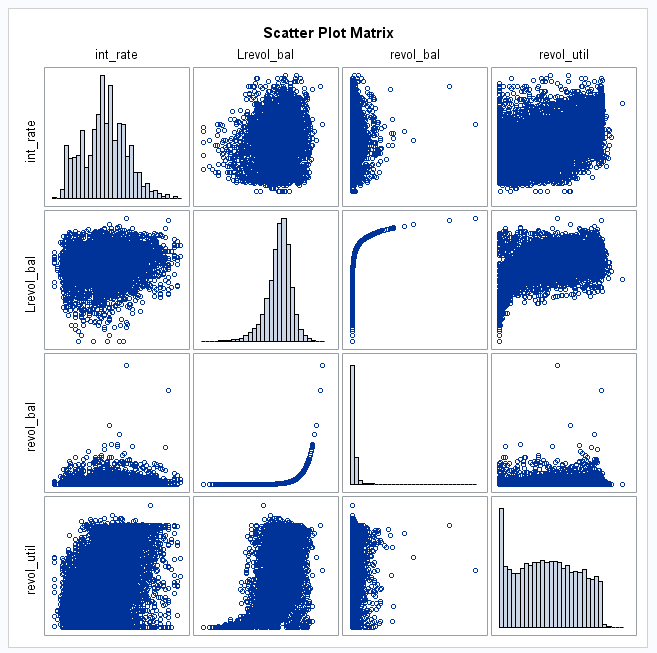 Scatter Plot Matrix
int_rate Lrevol_bal revol_bal revol_util
int_rate
Lrevol_bal
revol_bal
revol_util